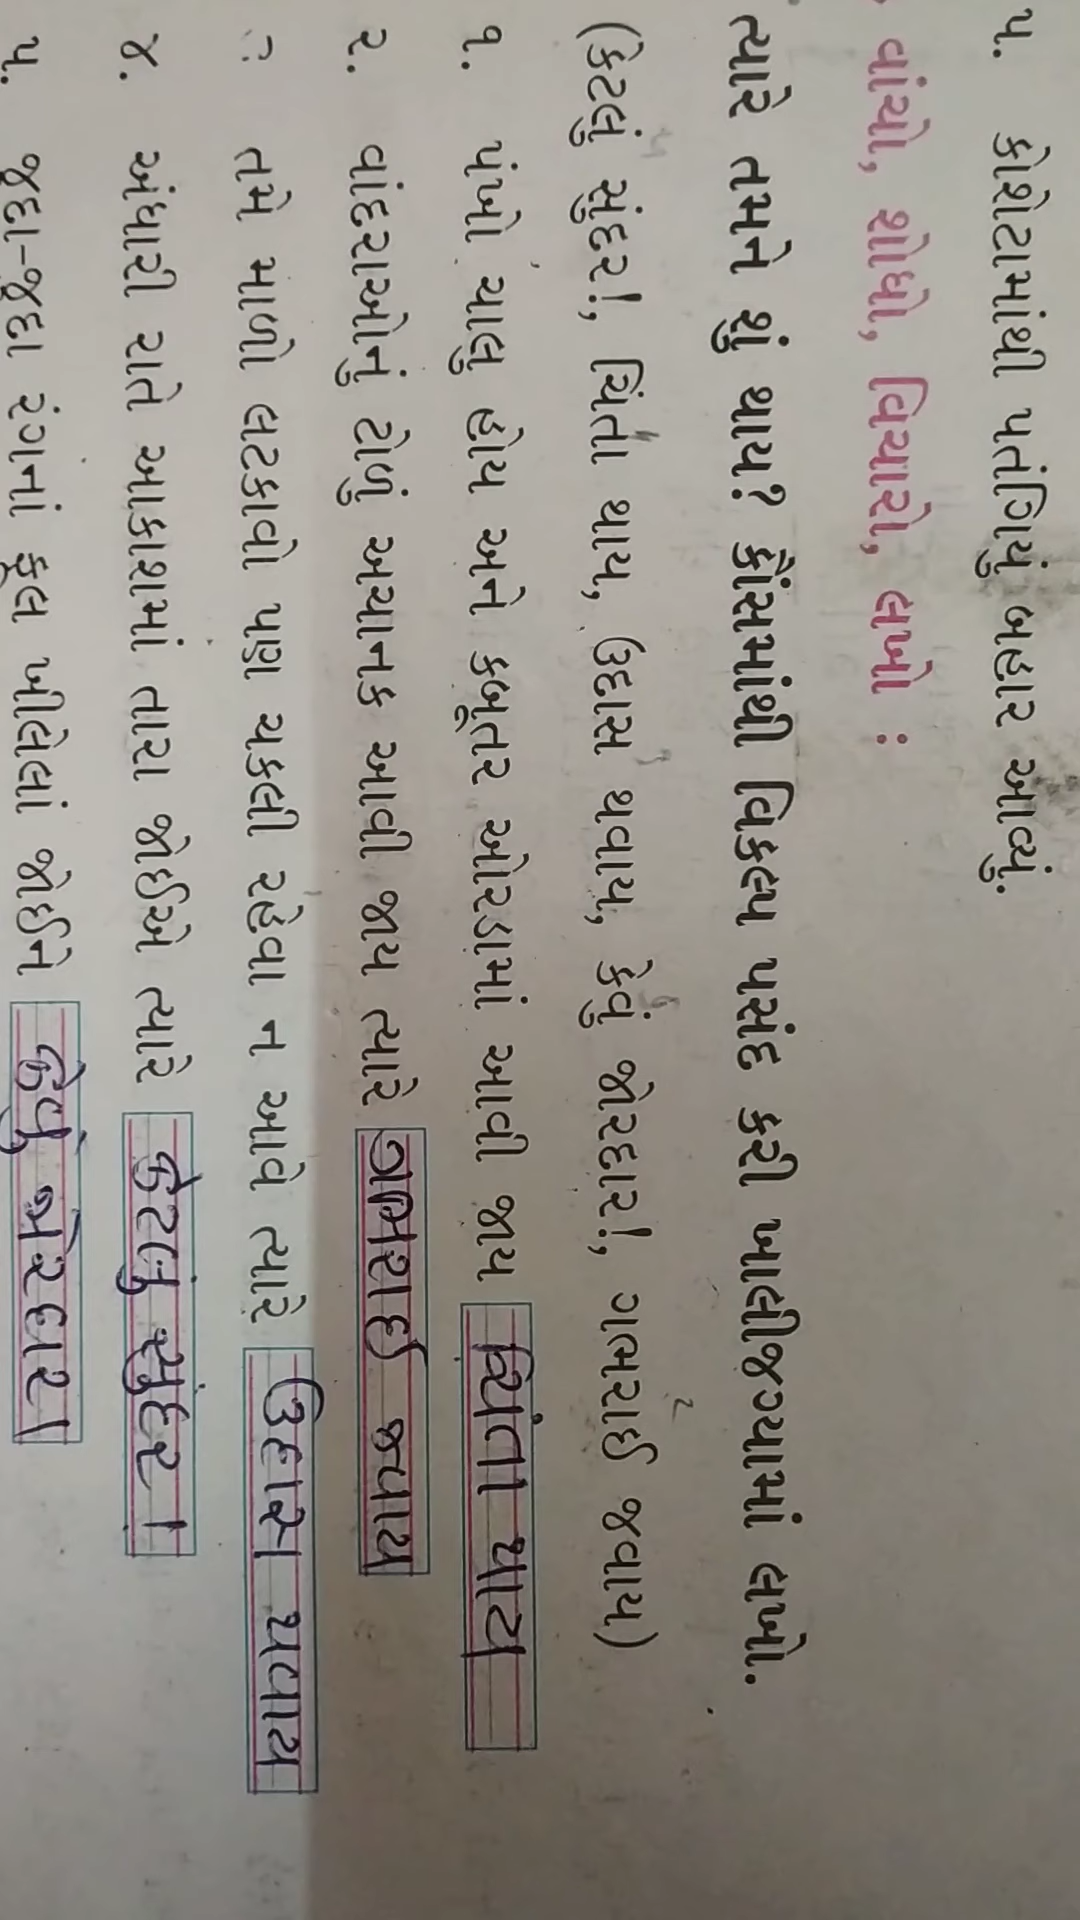 ૫. કોશેટામાંથી પતંગિયું બહાર આવ્યું.
વાંચો, શોધો, વિચારો, લખો :
ત્યારે તમને શું થાય? કૌંસમાંથી વિકલ્પ પસંદ કરી ખાલીજગ્યામાં લખો.
(કેટલું સુંદર!, ચિંતા થાય, ઉદાસ થવાય, કેવું જોરદાર!, ગભરાઈ જવાય)
૧. પંખો ચાલુ હોય અને કબૂતર ઓરડામાં આવી જાય ચિંતા થાય
૨. વાંદરાઓનું ટોળું અચાનક આવી જાય ત્યારે ગભરાઈ જવાય
તમે માળો લટકાવો પણ ચકલી રહેવા ન આવે ત્યારે ઉદાસ થવાય
૪. અંધારી રાતે આકાશમાં તારા જોઈએ ત્યારે કેટલુ સુંદર!
૫. જુદા-જુદા રંગનાં ફૂલ ખીલેલાં જોઈને કેવુ જોરદાર!